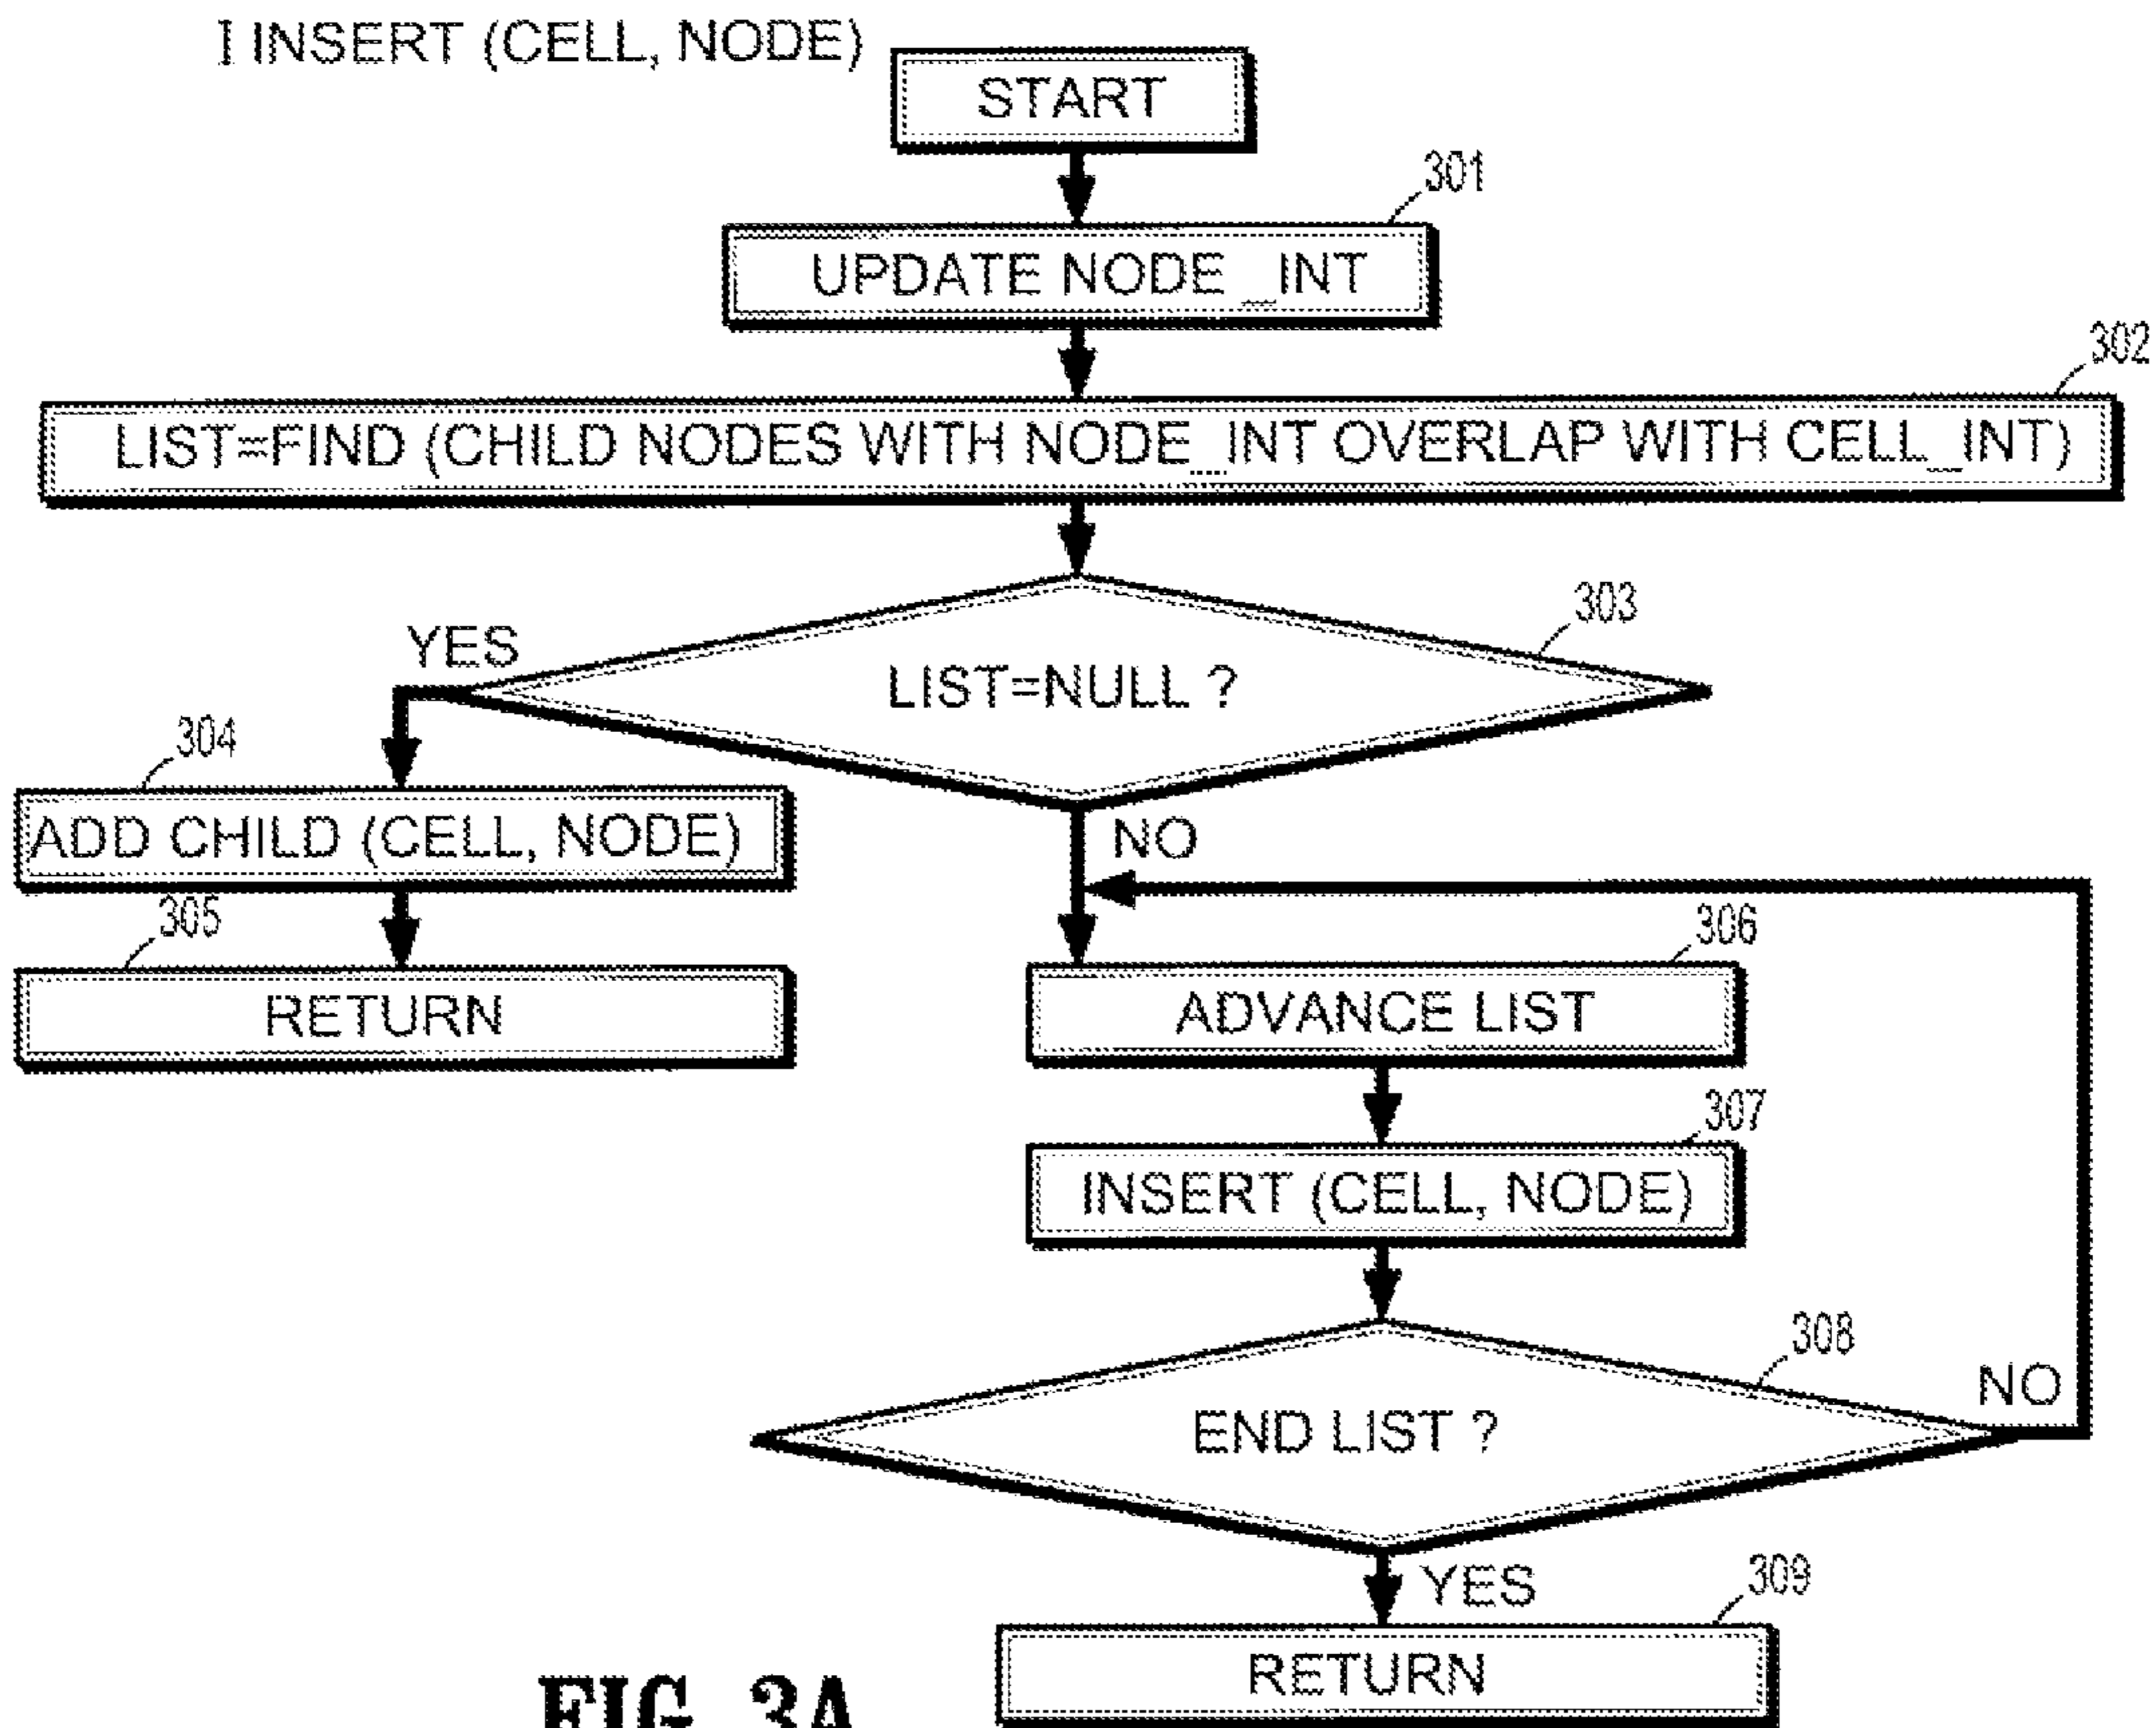 I INSERT (CELL, NODE)
START
301
UPDATE NODE _INT
302
LIST=FIND (CHILD NODES WITH NODE_INT OVERLAP WITH CELL_INT)
303
LIST=NULL ?
YES
304
ADD CHILD (CELL, NODE)
NO
305
RETURN
306
ADVANCE LIST
307
INSERT (CELL, NODE)
308
END LIST ?
NO
YES
309
RETURN
FIG. 3A